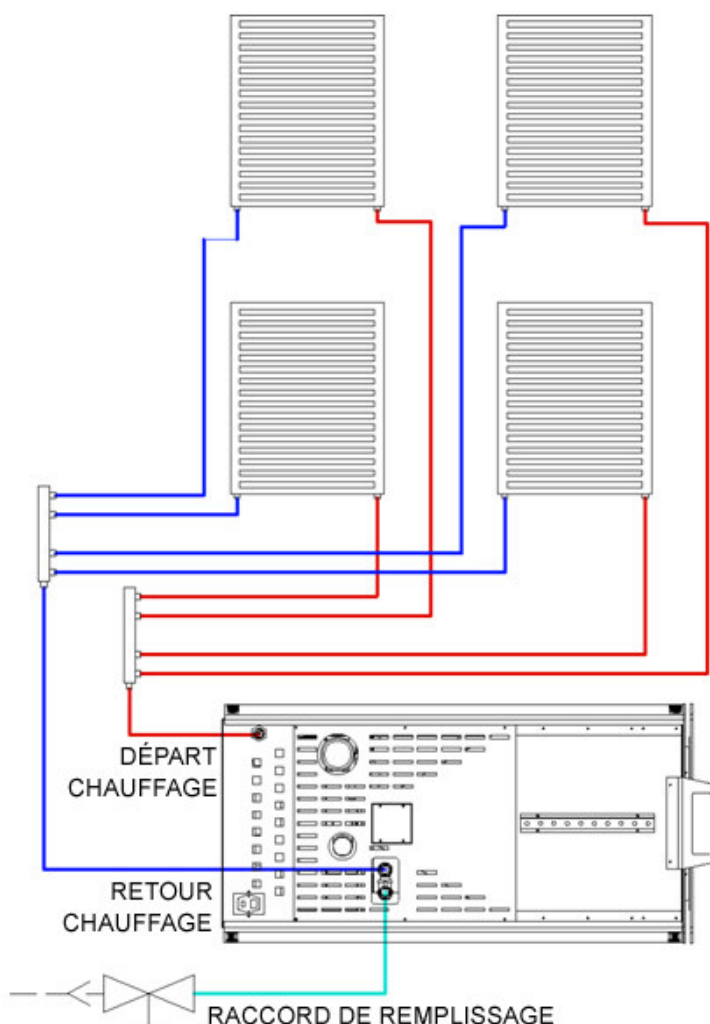 DÉPART
CHAUFFAGE
RETOUR
CHAUFFAGE
RACCORD DE REMPLISSAGE